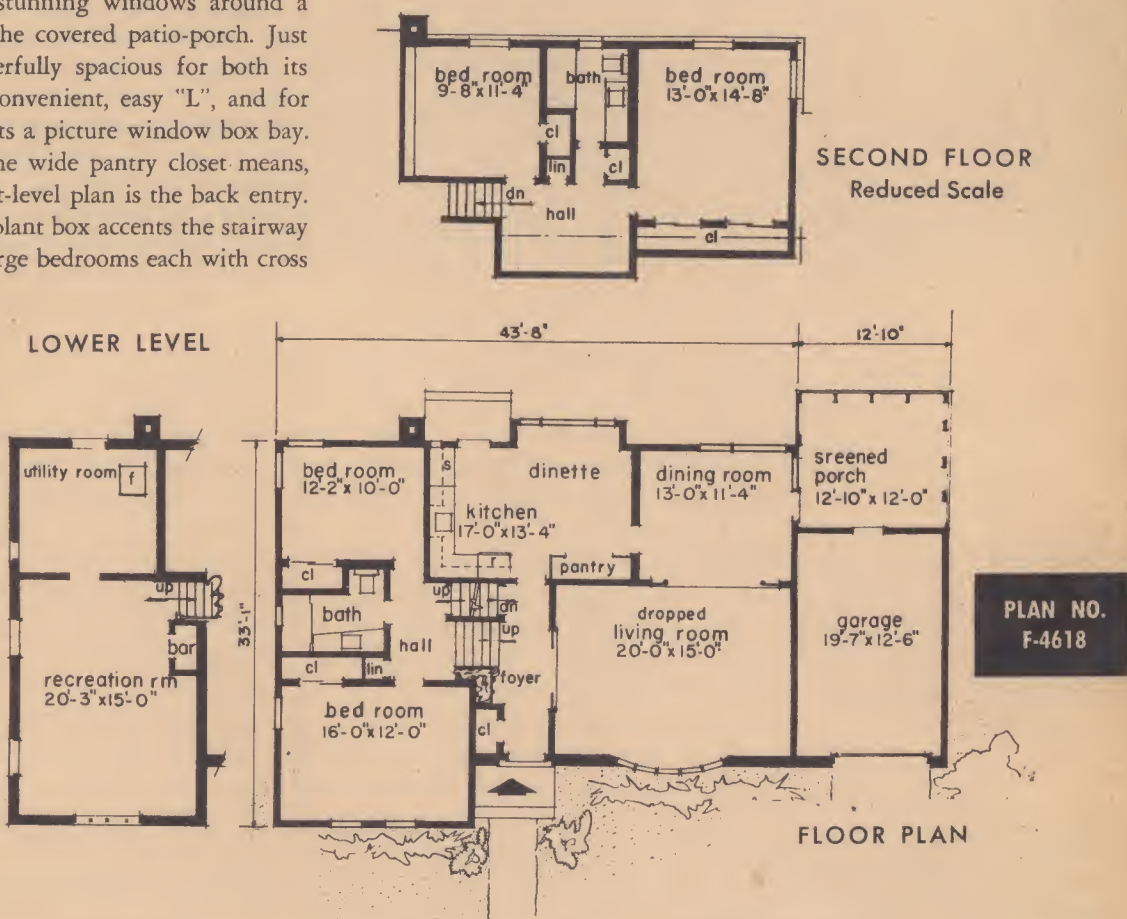 stunning windows around a
he covered patio-porch. Just
erfully spacious for both its
onvenient, easy "L", and for
ts a picture window box bay.
ne wide pantry closet means,
t-level plan is the back entry.
plant box accents the stairway
rge bedrooms each with cross
bed room
9'-8"x11'-4"
bath
bed room
13'-0"x14'-8"
cl
lin
cl
dn
hall
cl
SECOND FLOOR
Reduced Scale
LOWER LEVEL
utility room
f
up
bar
recreation rm
20'-3"x15'-0"
43'-8"
12'-10"
33'-1"
bed room
12'-2"x10'-0"
s
dinette
kitchen
17'-0"x13'-4"
r
pantry
dining room
13'-0"x11'-4"
sreened
porch
12'-10"x12'-0"
cl
bath
up
dn
up
hall
cl
lin
foyer
cl
bed room
16'-0"x12'-0"
dropped
living room
20'-0"x15'-0"
garage
19'-7"x12'-6"
PLAN NO.
F-4618
FLOOR PLAN